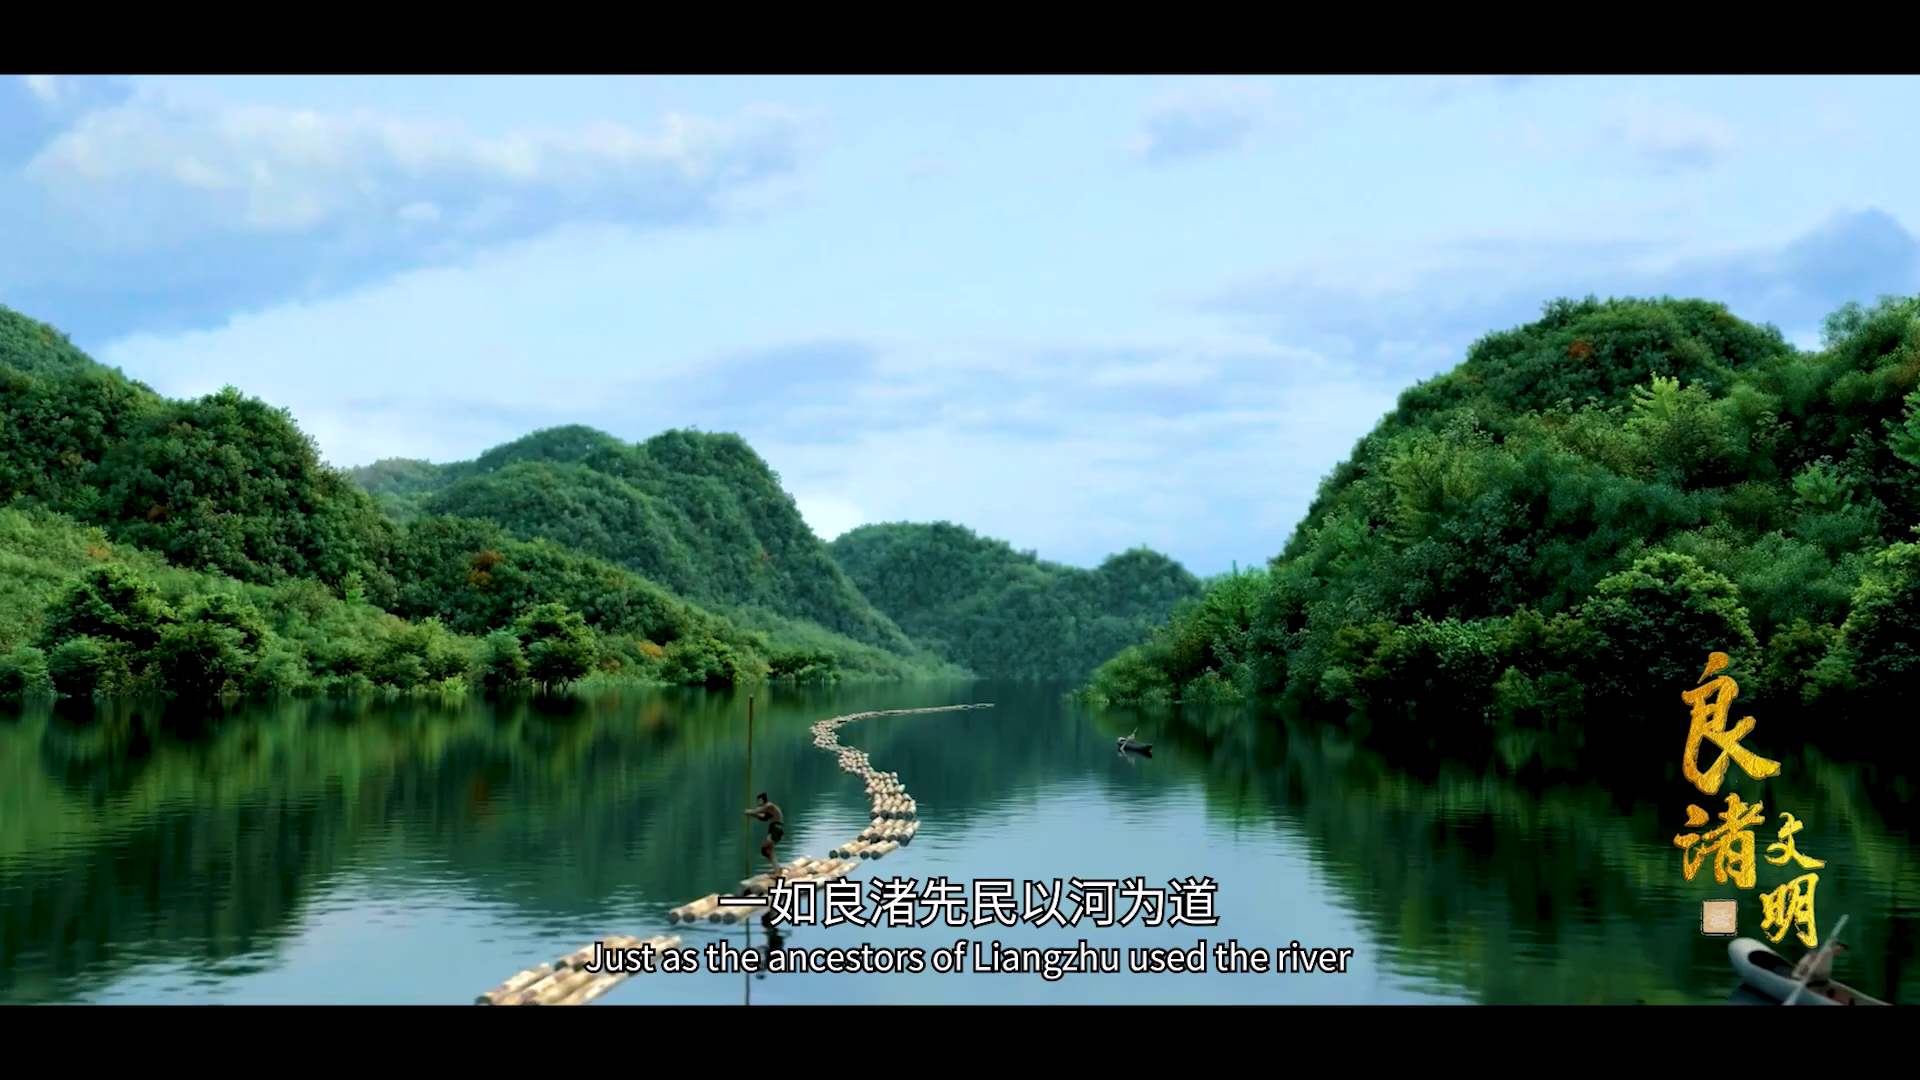 一如良渚先民以河为道
Just as the ancestors of Liangzhu used the river
良渚
文明